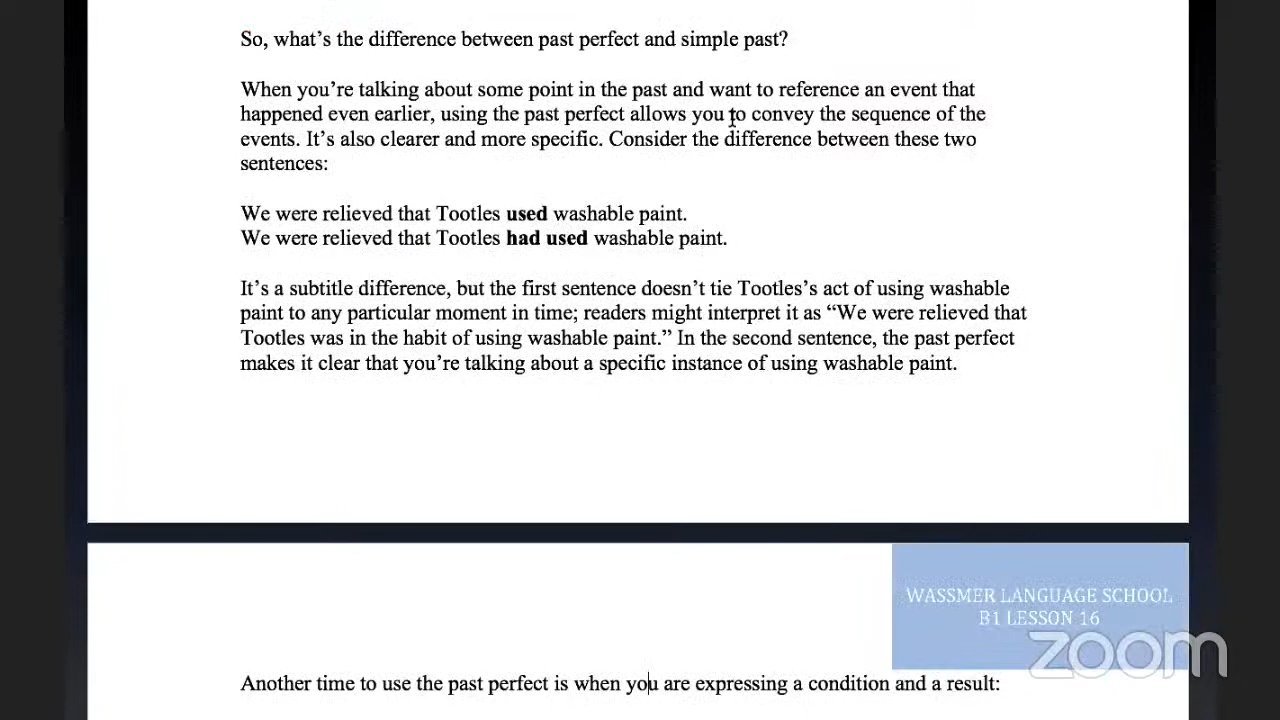 So, what's the difference between past perfect and simple past?
When you're talking about some point in the past and want to reference an event that
happened even earlier, using the past perfect allows you to convey the sequence of the
events. It's also clearer and more specific. Consider the difference between these two
sentences:
We were relieved that Tootles used washable paint.
We were relieved that Tootles had used washable paint.
It's a subtitle difference, but the first sentence doesn't tie Tootles's act of using washable
paint to any particular moment in time; readers might interpret it as “We were relieved that
Tootles was in the habit of using washable paint.” In the second sentence, the past perfect
makes it clear that you're talking about a specific instance of using washable paint.
WASSMER LANGUAGE SCHOOL
B1 LESSON 16
zoom
Another time to use the past perfect is when you are expressing a condition and a result: